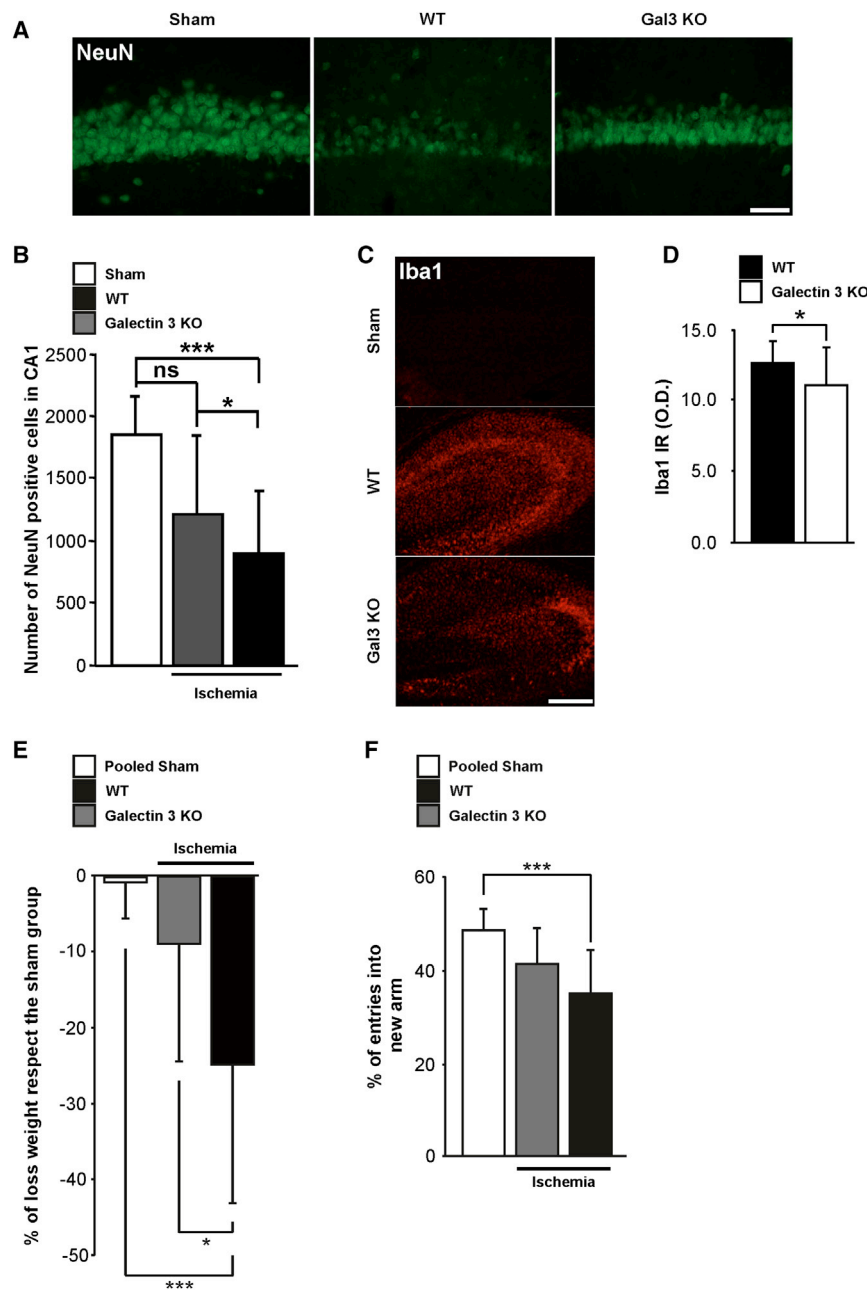 A
Sham
WT
Gal3 KO
NeuN
B
Sham
WT
Galectin 3 KO
Number of NeuN positive cells in CA1
2500
2000
1500
1000
500
0
***
ns
*
Ischemia
C
Iba1
Sham
WT
Gal3 KO
D
WT
Galectin 3 KO
*
Iba1 IR (O.D.)
15.0
10.0
5.0
0.0
E
Pooled Sham
WT
Galectin 3 KO
Ischemia
% of loss weight respect the sham group
0
-10
-20
-30
-40
-50
*
***
F
Pooled Sham
WT
Galectin 3 KO
% of entries into
new arm
60
40
20
0
***
Ischemia